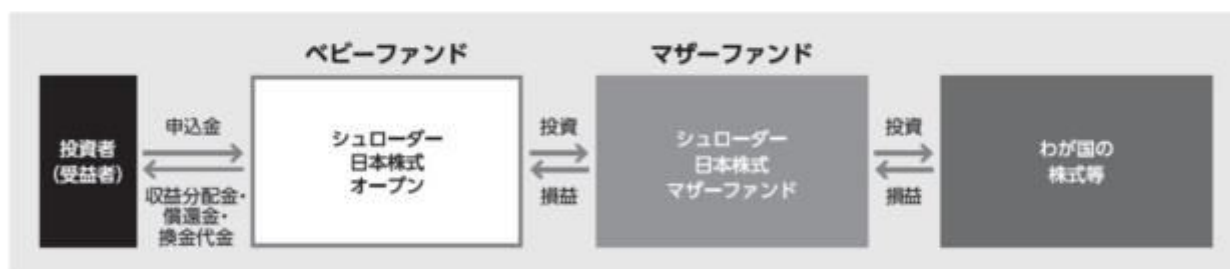 ベビーファンド
マザーファンド
投資者
(受益者)
申込金
収益分配金・
償還金・
換金代金
シュローダー
日本株式
オープン
投資
損益
シュローダー
日本株式
マザーファンド
投資
損益
わが国の
株式等